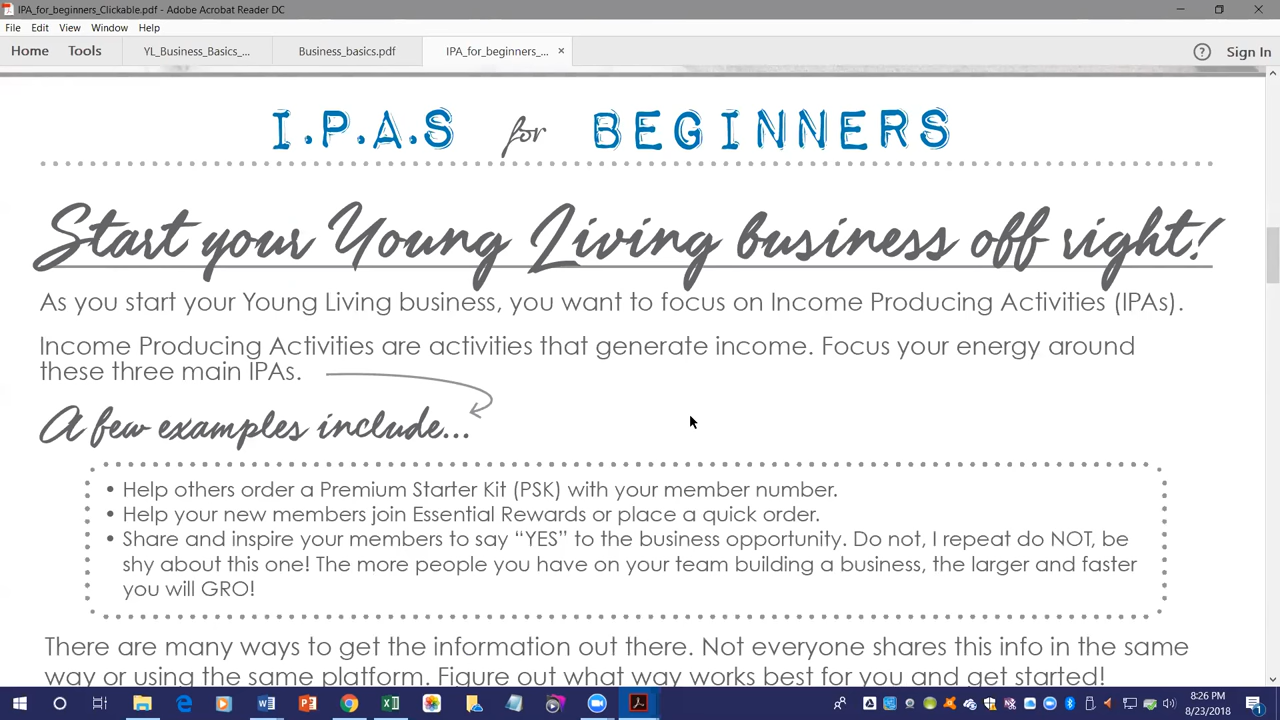 IPA_for_beginners_Clickable.pdf - Adobe Acrobat Reader DC
File Edit View Window Help
Home Tools YL_Business_Basics_... Business_basics.pdf IPA_for_beginners_... × ? Sign In
I.P.A.S for BEGINNERS
Start your Young Living business off right!
As you start your Young Living business, you want to focus on Income Producing Activities (IPAs).
Income Producing Activities are activities that generate income. Focus your energy around
these three main IPAs.
A few examples include...
• Help others order a Premium Starter Kit (PSK) with your member number.
• Help your new members join Essential Rewards or place a quick order.
• Share and inspire your members to say “YES” to the business opportunity. Do not, I repeat do NOT, be
shy about this one! The more people you have on your team building a business, the larger and faster
you will GRO!
There are many ways to get the information out there. Not everyone shares this info in the same
way or using the same platform. Figure out what way works best for you and get started!
8:26 PM
8/23/2018